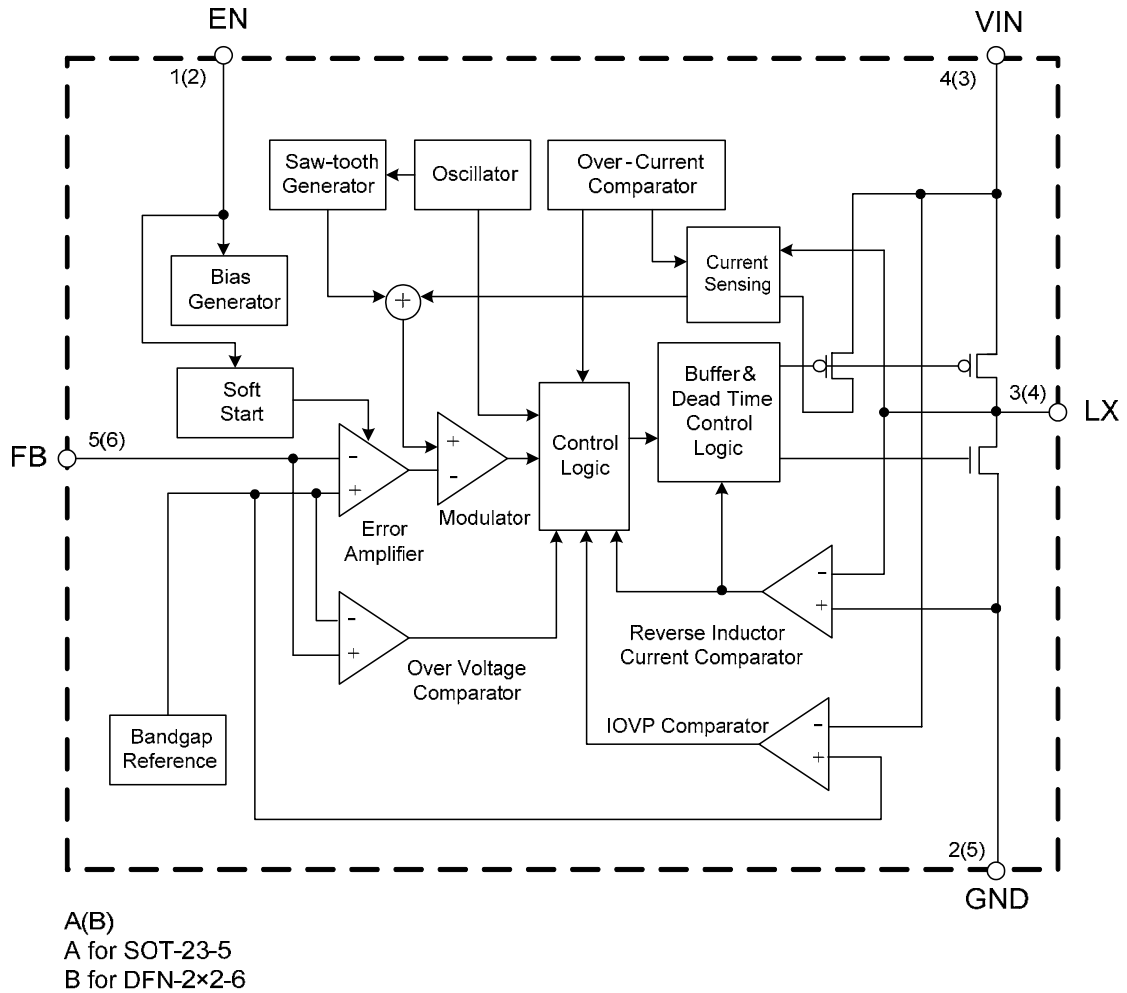 EN
VIN
1(2)
4(3)
Saw-tooth
Generator
Oscillator
Over-Current
Comparator
Current
Sensing
Bias
Generator
+
Soft
Start
Buffer &
Dead Time
Control
Logic
3(4)
LX
FB
5(6)
-
+
Error
Amplifier
+
-
Modulator
Control
Logic
-
+
Over Voltage
Comparator
-
+
Reverse Inductor
Current Comparator
Bandgap
Reference
IOVP Comparator
-
+
2(5)
GND
A(B)
A for SOT-23-5
B for DFN-2×2-6